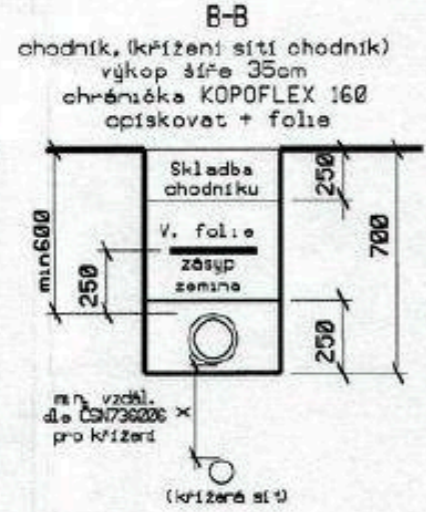 B-B
chodník, (křížení sítí chodník)
výkop šíře 35cm
chránička KOPOFLEX 160
opískovat + folie
Skladba
chodníku
250
V. folie
min600
700
zásyp
zemina
250
250
min. vzdál.
dle ČSN736006 x
pro křížení
(křížená síť)